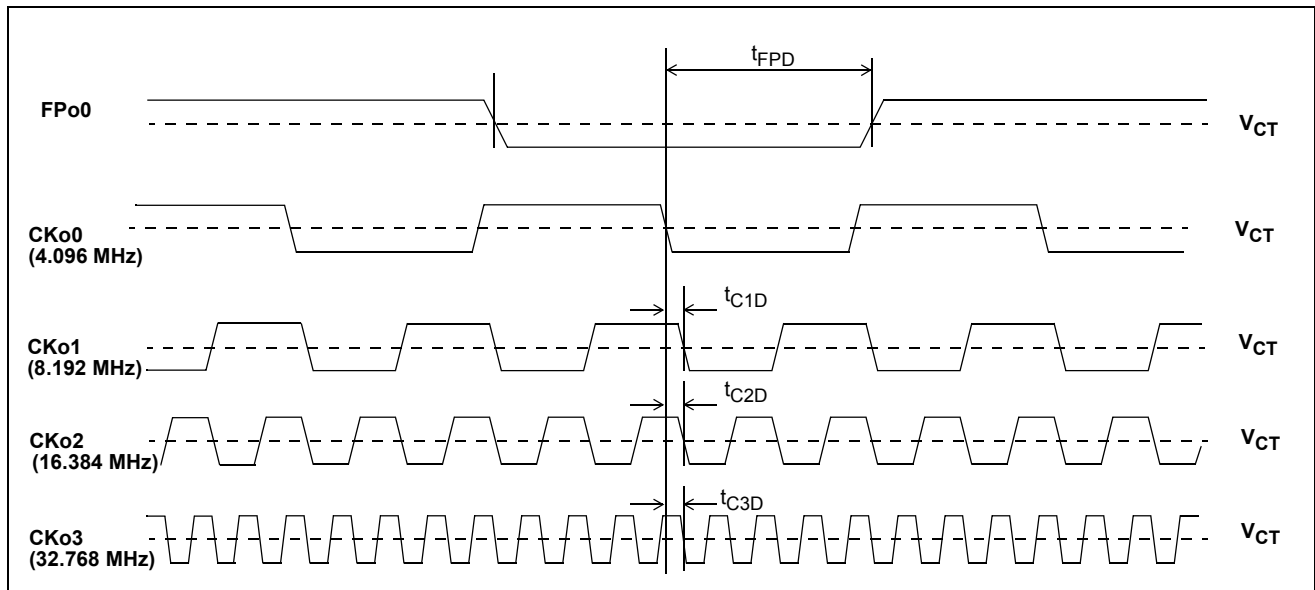 tFPD
FPo0
VCT
CKo0
(4.096 MHz)
VCT
tC1D
CKo1
(8.192 MHz)
VCT
tC2D
CKo2
(16.384 MHz)
VCT
tC3D
CKo3
(32.768 MHz)
VCT